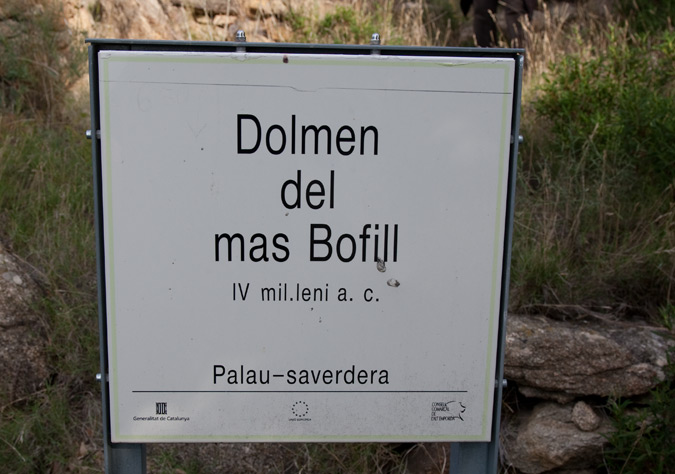 Dolmen
del
mas Bofill
IV mil.leni a. c.
Palau-saverdera
Generalitat de Catalunya